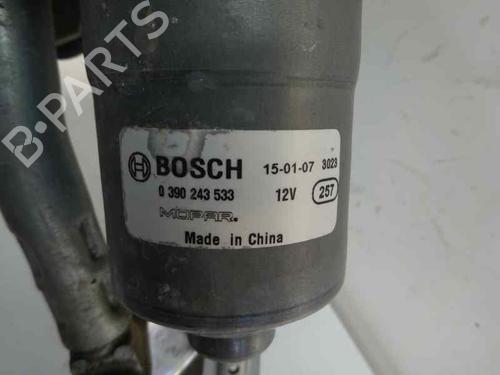 B-PARTS
BOSCH 15-01-07 3023
0 390 243 533 12V 257
MOPAR.
Made in China